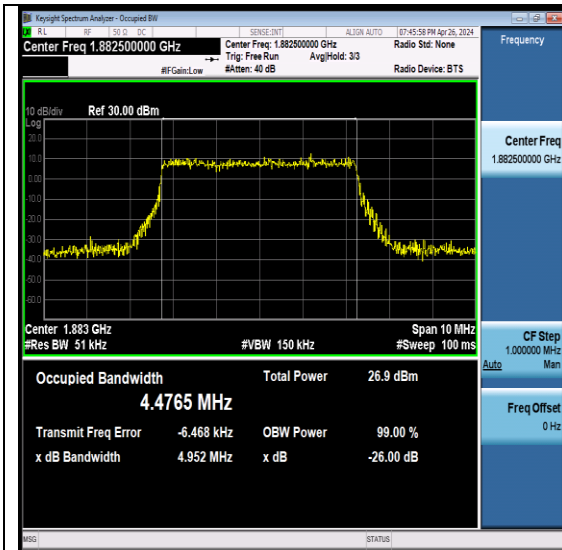 Keysight Spectrum Analyzer - Occupied BW
RL RF 50 Ω DC SENSE:INT ALIGN AUTO 07:45:58 PM Apr 26, 2024
Center Freq 1.882500000 GHz
Center Freq: 1.882500000 GHz
Radio Std: None
Trig: Free Run Avg|Hold: 3/3
#IFGain:Low
#Atten: 40 dB
Radio Device: BTS
10 dB/div Ref 30.00 dBm
Log
20.0
10.0
0.00
-10.0
-20.0
-30.0
-40.0
-50.0
-60.0
Center 1.883 GHz
Span 10 MHz
#Res BW 51 kHz
#VBW 150 kHz
#Sweep 100 ms
Occupied Bandwidth
Total Power 26.9 dBm
4.4765 MHz
Transmit Freq Error -6.468 kHz
OBW Power 99.00 %
x dB Bandwidth 4.952 MHz
x dB -26.00 dB
MSG
STATUS
Frequency
Center Freq
1.882500000 GHz
CF Step
1.000000 MHz
Auto Man
Freq Offset
0 Hz